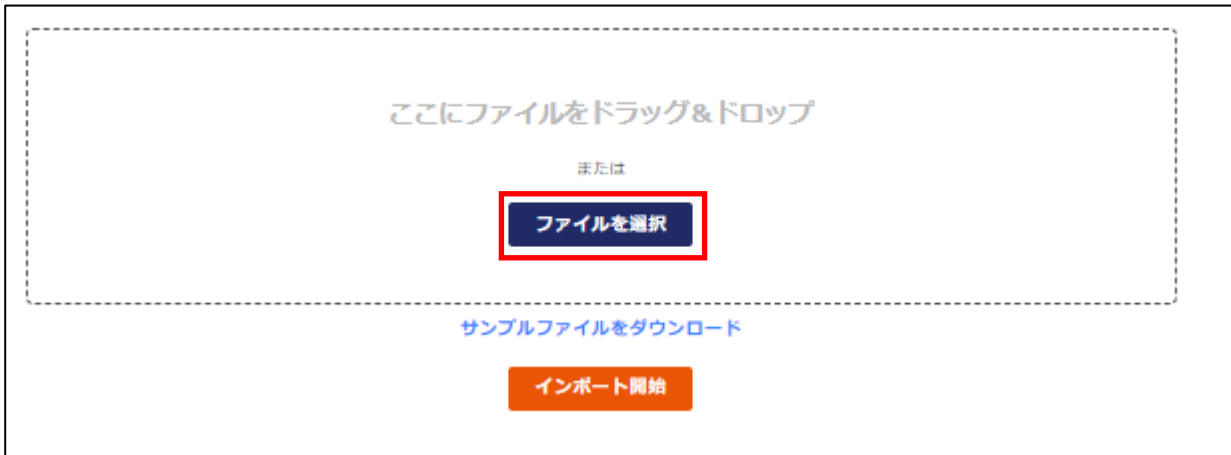 ここにファイルをドラッグ&ドロップ
または
ファイルを選択
サンプルファイルをダウンロード
インポート開始